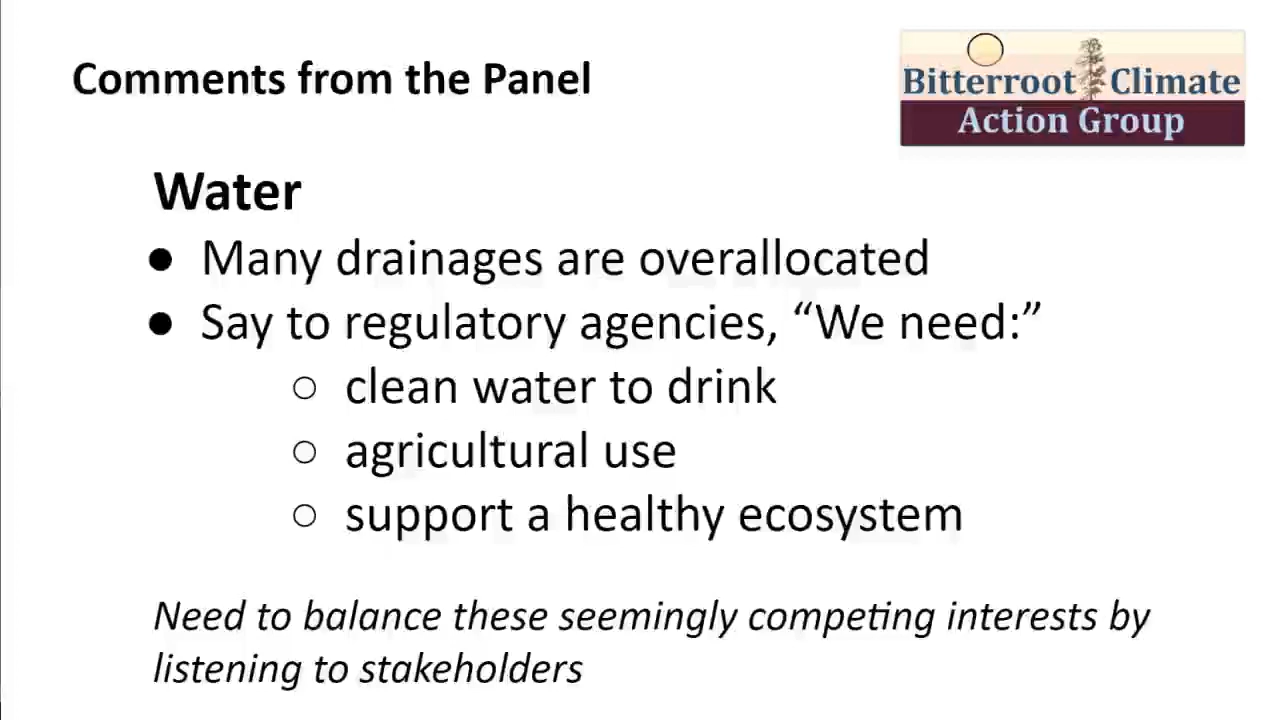 Comments from the Panel
Bitterroot Climate
Action Group
Water
● Many drainages are overallocated
● Say to regulatory agencies, “We need:”
○ clean water to drink
○ agricultural use
○ support a healthy ecosystem
Need to balance these seemingly competing interests by
listening to stakeholders